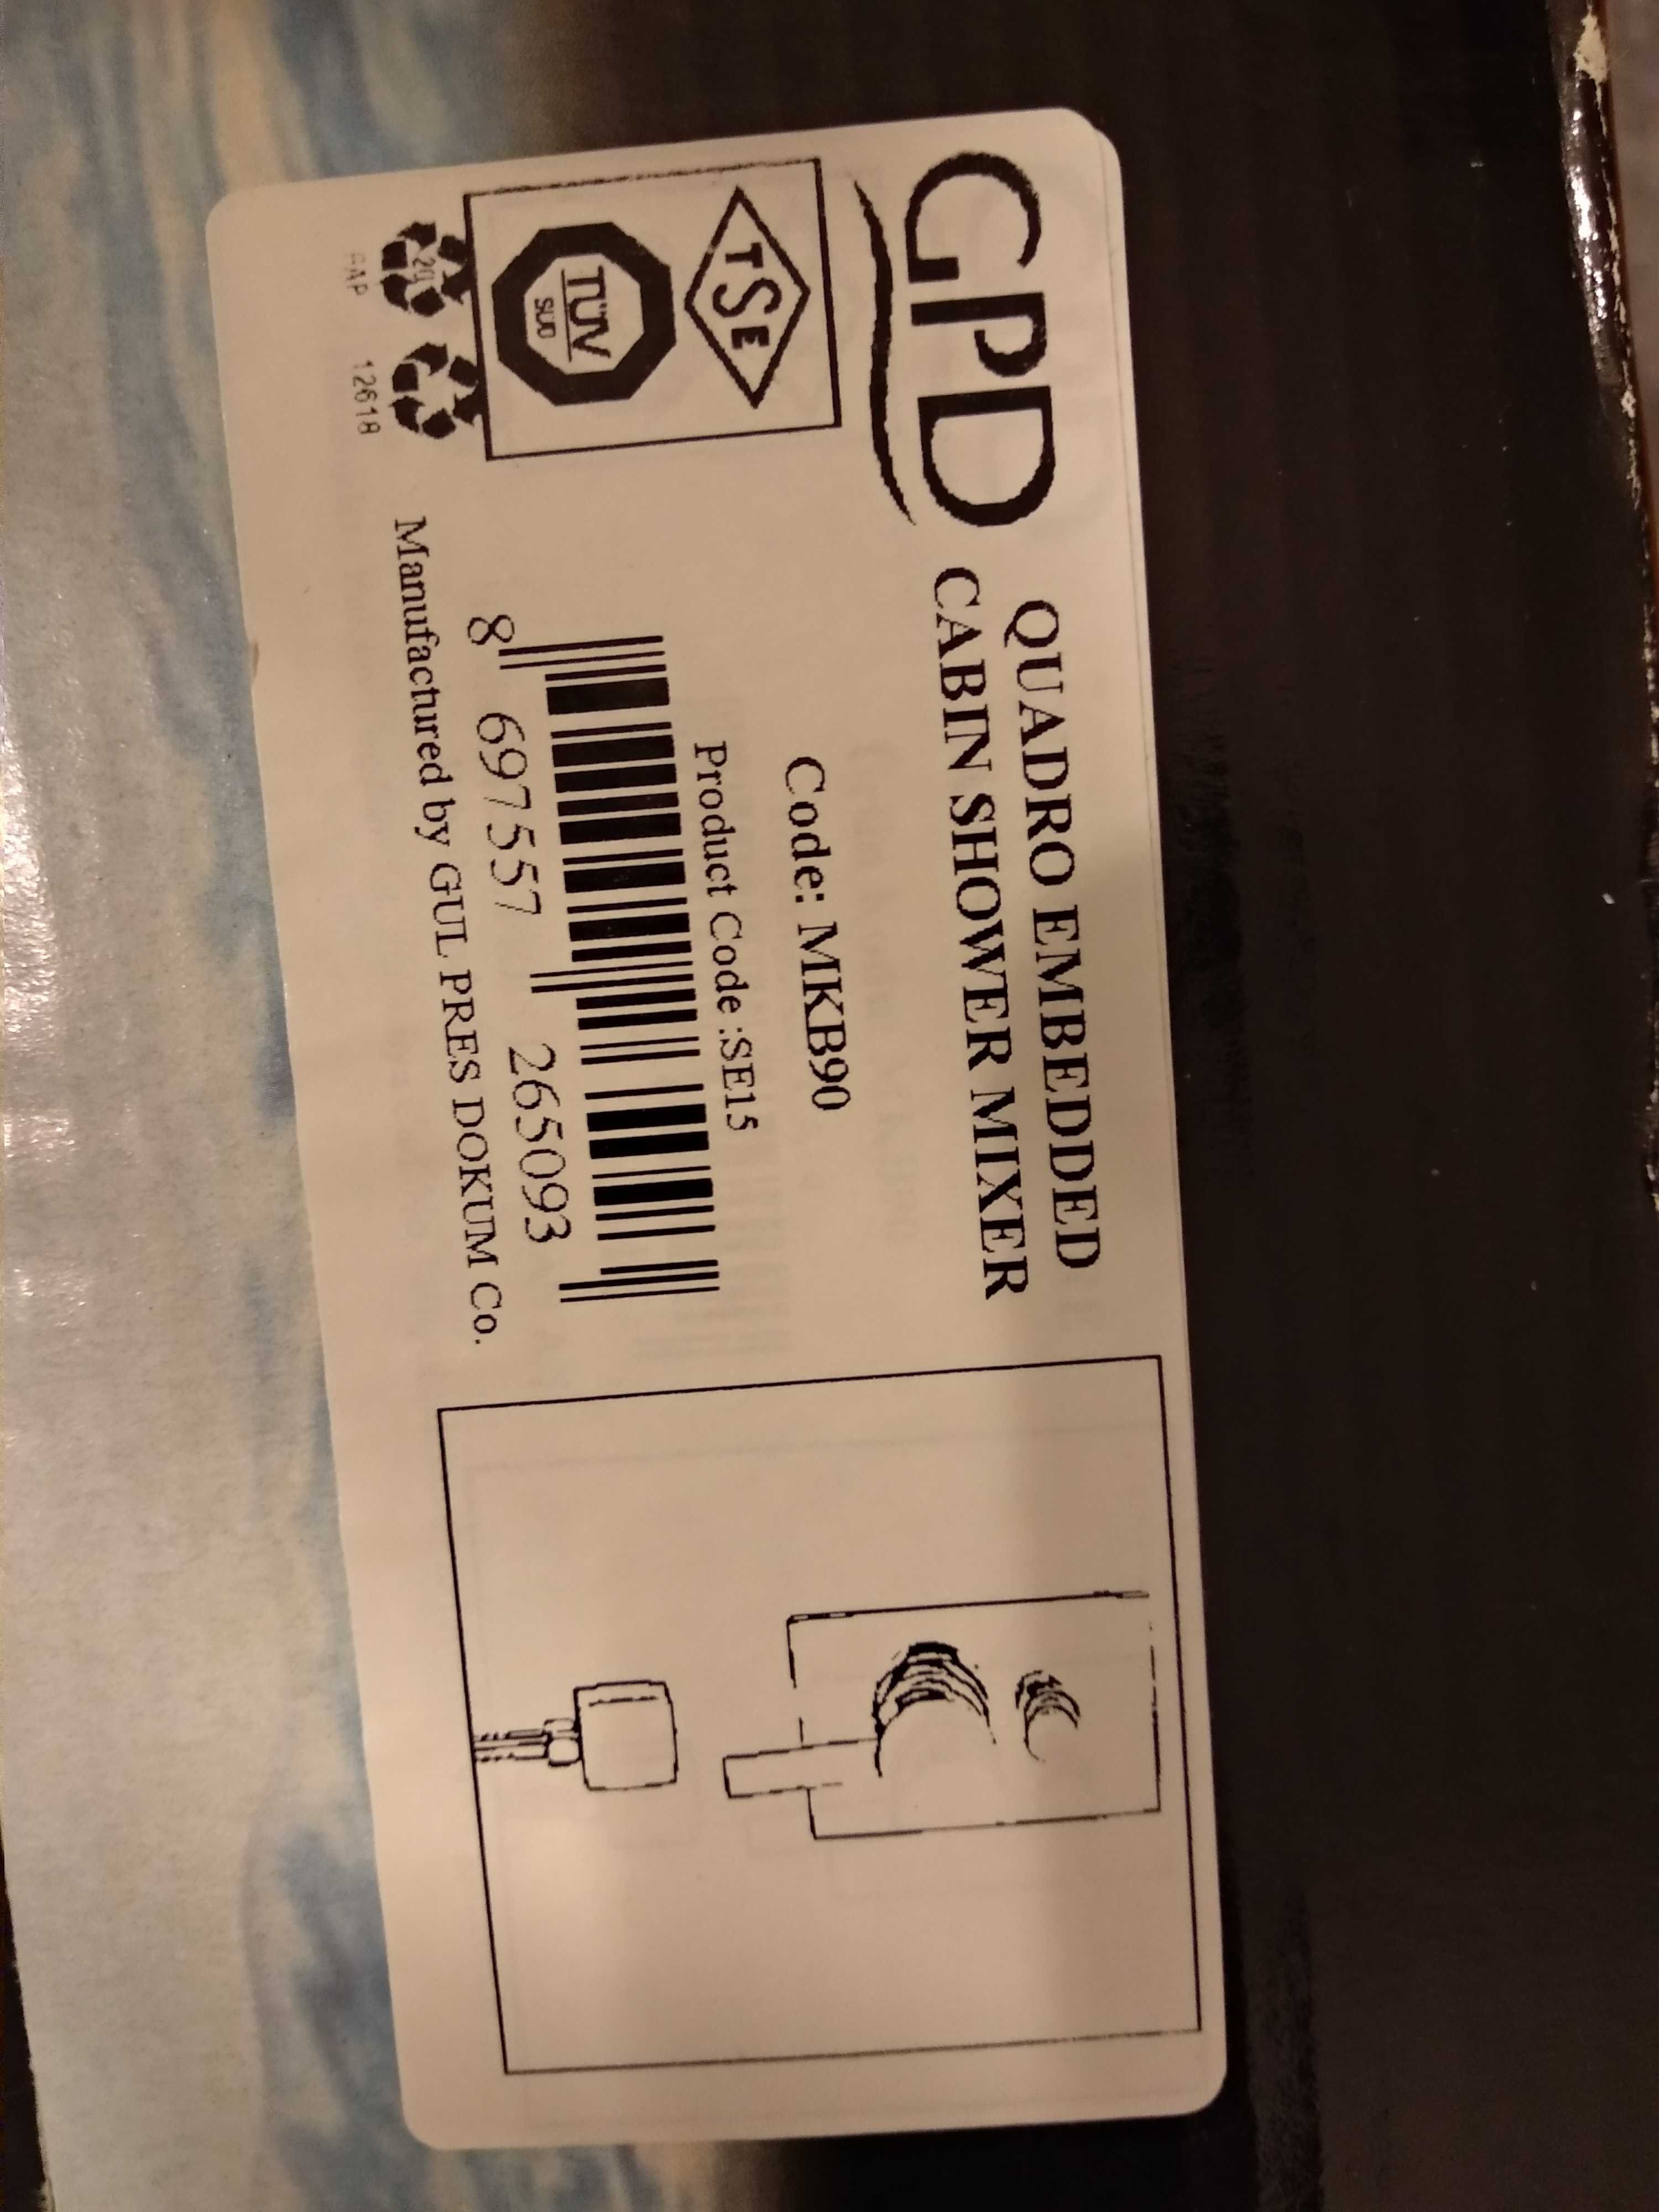 GPD
QUADRO EMBEDDED
CABIN SHOWER MIXER
Code: MKB90
Product Code :SE15
8 697557 265093
Manufactured by GUL PRES DOKUM Co.
TSE
TÜV
SÜD
20
PAP
12618